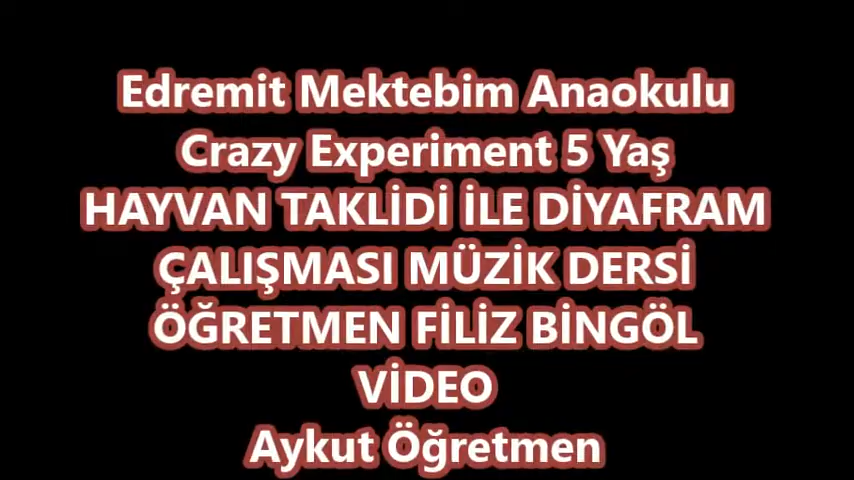 Edremit Mektebim Anaokulu
Crazy Experiment 5 Yaş
HAYVAN TAKLİDİ İLE DİYAFRAM
ÇALIŞMASI MÜZİK DERSİ
ÖĞRETMEN FİLİZ BİNGÖL
VİDEO
Aykut Öğretmen